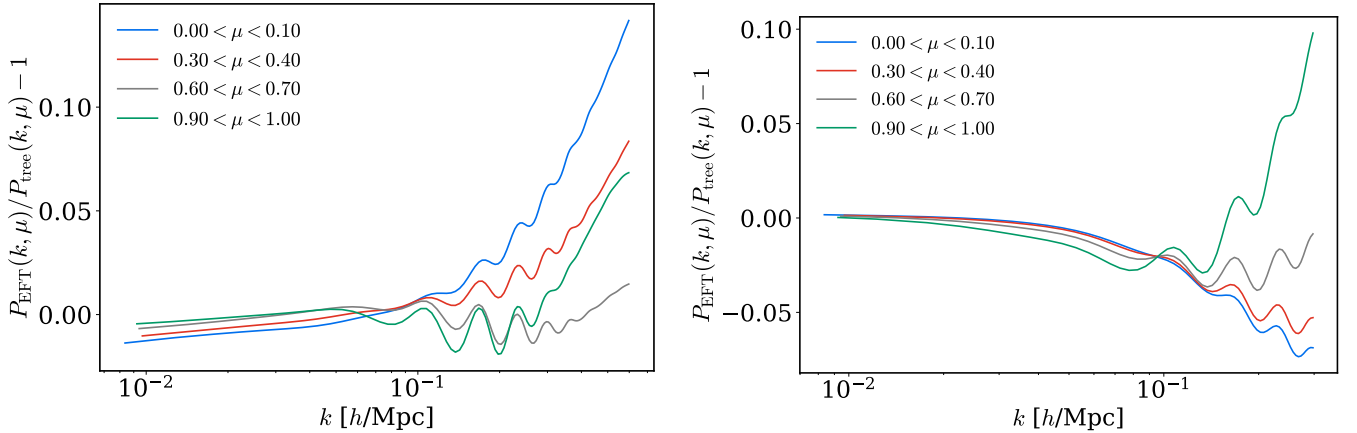 P_EFT(k, μ)/P_tree(k, μ) − 1
0.10
0.05
0.00
0.00 < μ < 0.10
0.30 < μ < 0.40
0.60 < μ < 0.70
0.90 < μ < 1.00
10⁻²
10⁻¹
k [h/Mpc]
P_EFT(k, μ)/P_tree(k, μ) − 1
0.10
0.05
0.00
−0.05
0.00 < μ < 0.10
0.30 < μ < 0.40
0.60 < μ < 0.70
0.90 < μ < 1.00
10⁻²
10⁻¹
k [h/Mpc]